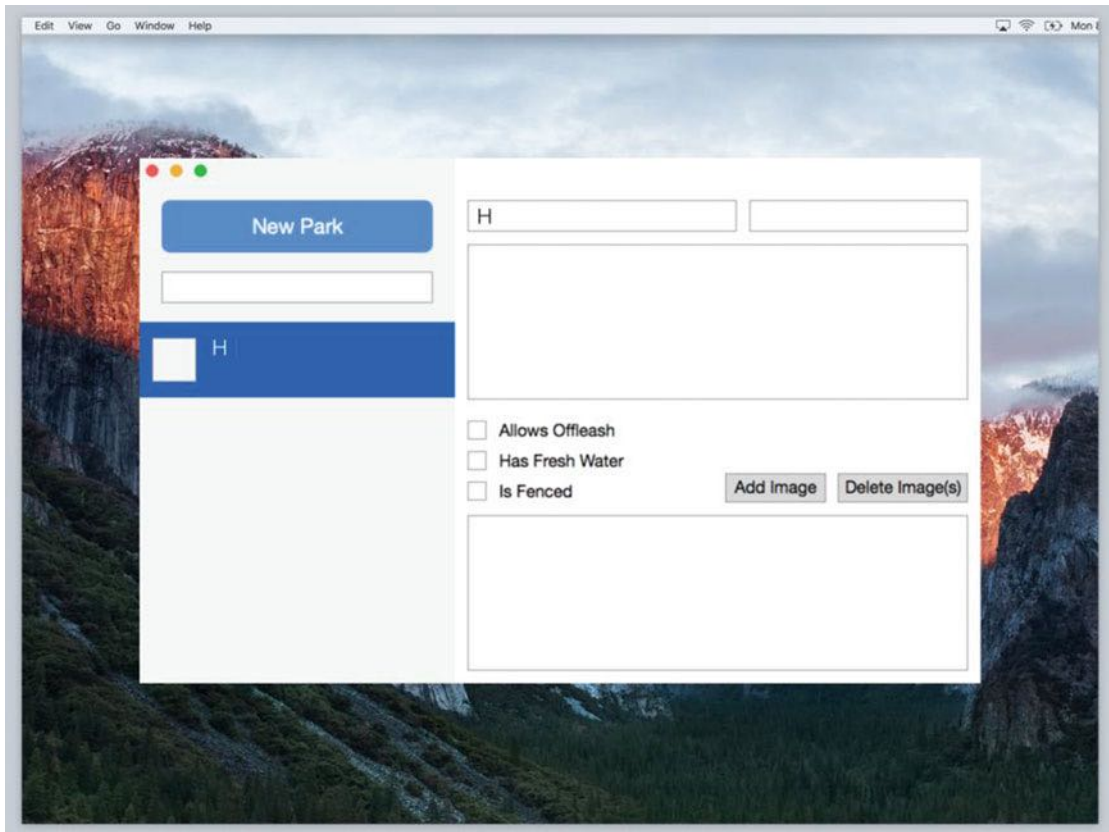 Edit View Go Window Help Mon
New Park
H
H
Allows Offleash
Has Fresh Water
Is Fenced
Add Image Delete Image(s)